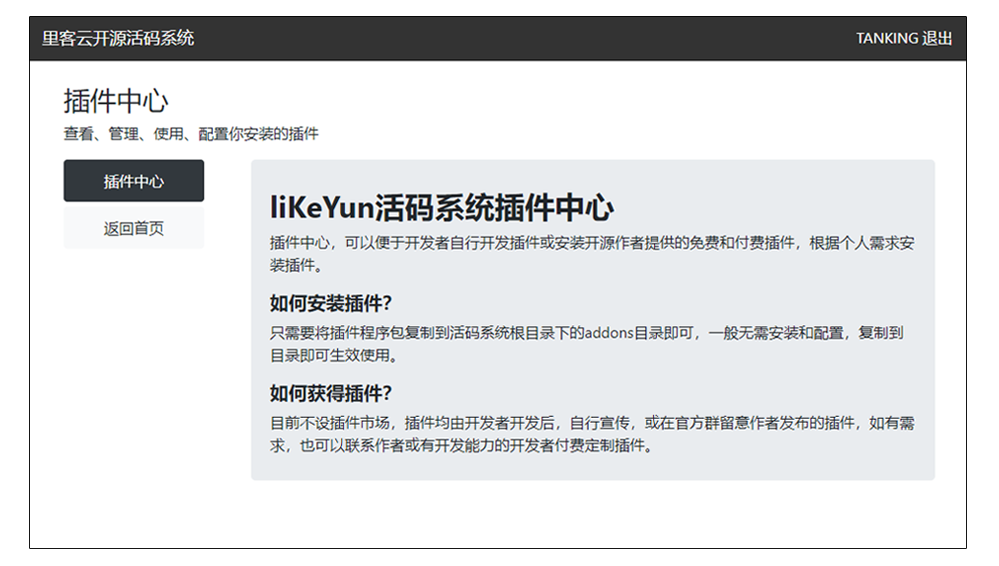 里客云开源活码系统
TANKING 退出
插件中心
查看、管理、使用、配置你安装的插件
插件中心
返回首页
liKeYun活码系统插件中心
插件中心，可以便于开发者自行开发插件或安装开源作者提供的免费和付费插件，根据个人需求安
装插件。
如何安装插件？
只需要将插件程序包复制到活码系统根目录下的addons目录即可，一般无需安装和配置，复制到
目录即可生效使用。
如何获得插件？
目前不设插件市场，插件均由开发者开发后，自行宣传，或在官方群留意作者发布的插件，如有需
求，也可以联系作者或有开发能力的开发者付费定制插件。